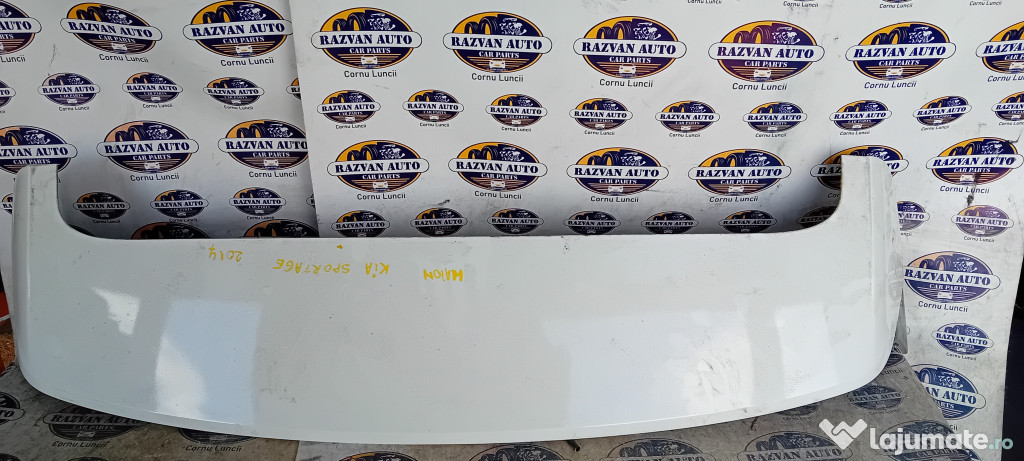 RAZVAN AUTO
CAR PARTS
Cornu Luncii
HAION KIA SPORTAGE 2014
lajumate.ro